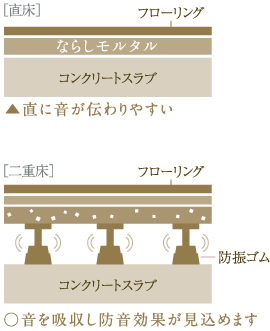 [直床]
フローリング
ならしモルタル
コンクリートスラブ
▲直に音が伝わりやすい
[二重床]
フローリング
防振ゴム
コンクリートスラブ
○音を吸収し防音効果が見込めます